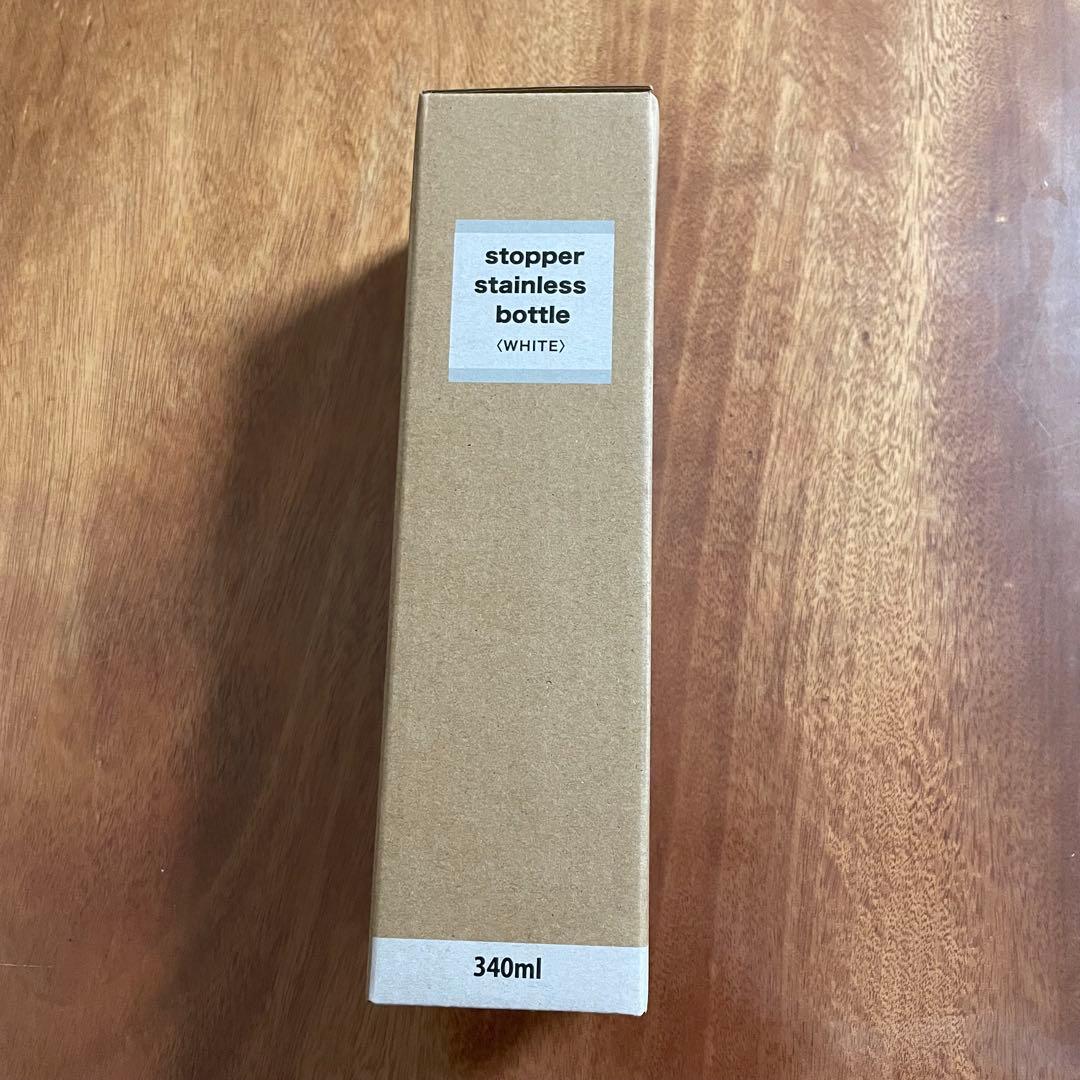 stopper
stainless
bottle
〈WHITE〉
340ml